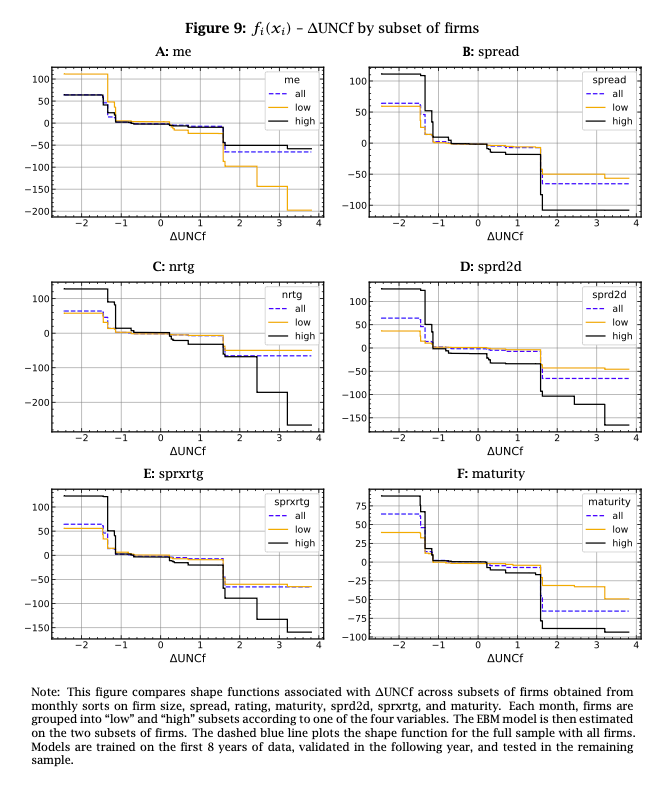 Figure 9: fᵢ(xᵢ) – ΔUNCf by subset of firms
A: me
B: spread
100
50
0
−50
−100
−150
−200
me
all
low
high
−2
−1
0
1
2
3
4
ΔUNCf
100
50
0
−50
−100
spread
all
low
high
−2
−1
0
1
2
3
4
ΔUNCf
C: nrtg
D: sprd2d
100
0
−100
−200
nrtg
all
low
high
−2
−1
0
1
2
3
4
ΔUNCf
100
50
0
−50
−100
−150
sprd2d
all
low
high
−2
−1
0
1
2
3
4
ΔUNCf
E: sprxrtg
F: maturity
100
50
0
−50
−100
−150
sprxrtg
all
low
high
−2
−1
0
1
2
3
4
ΔUNCf
75
50
25
0
−25
−50
−75
−100
maturity
all
low
high
−2
−1
0
1
2
3
4
ΔUNCf
Note: This figure compares shape functions associated with ΔUNCf across subsets of firms obtained from
monthly sorts on firm size, spread, rating, maturity, sprd2d, sprxrtg, and maturity. Each month, firms are
grouped into “low” and “high” subsets according to one of the four variables. The EBM model is then estimated
on the two subsets of firms. The dashed blue line plots the shape function for the full sample with all firms.
Models are trained on the first 8 years of data, validated in the following year, and tested in the remaining
sample.